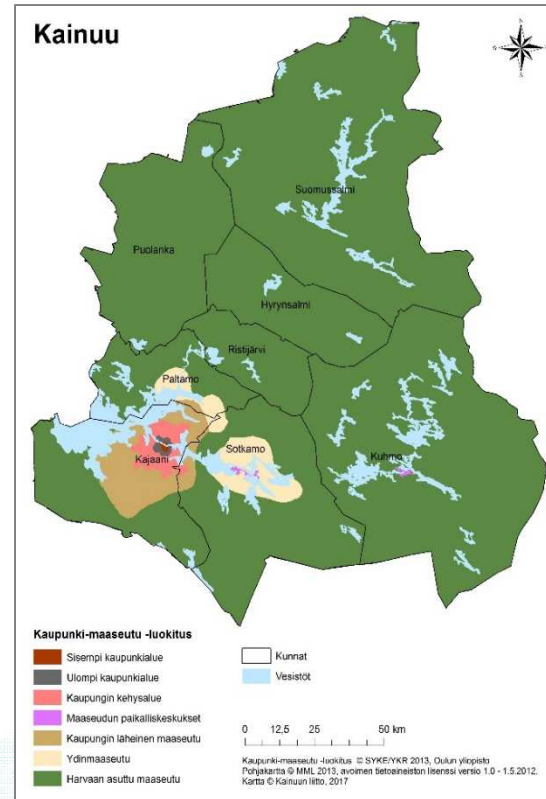 Kainuu
Suomussalmi
Puolanka
Hyrynsalmi
Ristijärvi
Paltamo
Sotkamo
Kajaani
Kuhmo
Kaupunki-maaseutu -luokitus
Sisempi kaupunkialue
Ulompi kaupunkialue
Kaupungin kehysalue
Maaseudun paikalliskeskukset
Kaupungin läheinen maaseutu
Ydinmaaseutu
Harvaan asuttu maaseutu
Kunnat
Vesistöt
0 12,5 25 50 km
Kaupunki-maaseutu -luokitus © SYKE/YKR 2013, Oulun yliopisto
Pohjakartta © MML 2013, avoimen tietoaineiston lisenssi versio 1.0 - 1.5.2012.
Kartta © Kainuun liitto, 2017